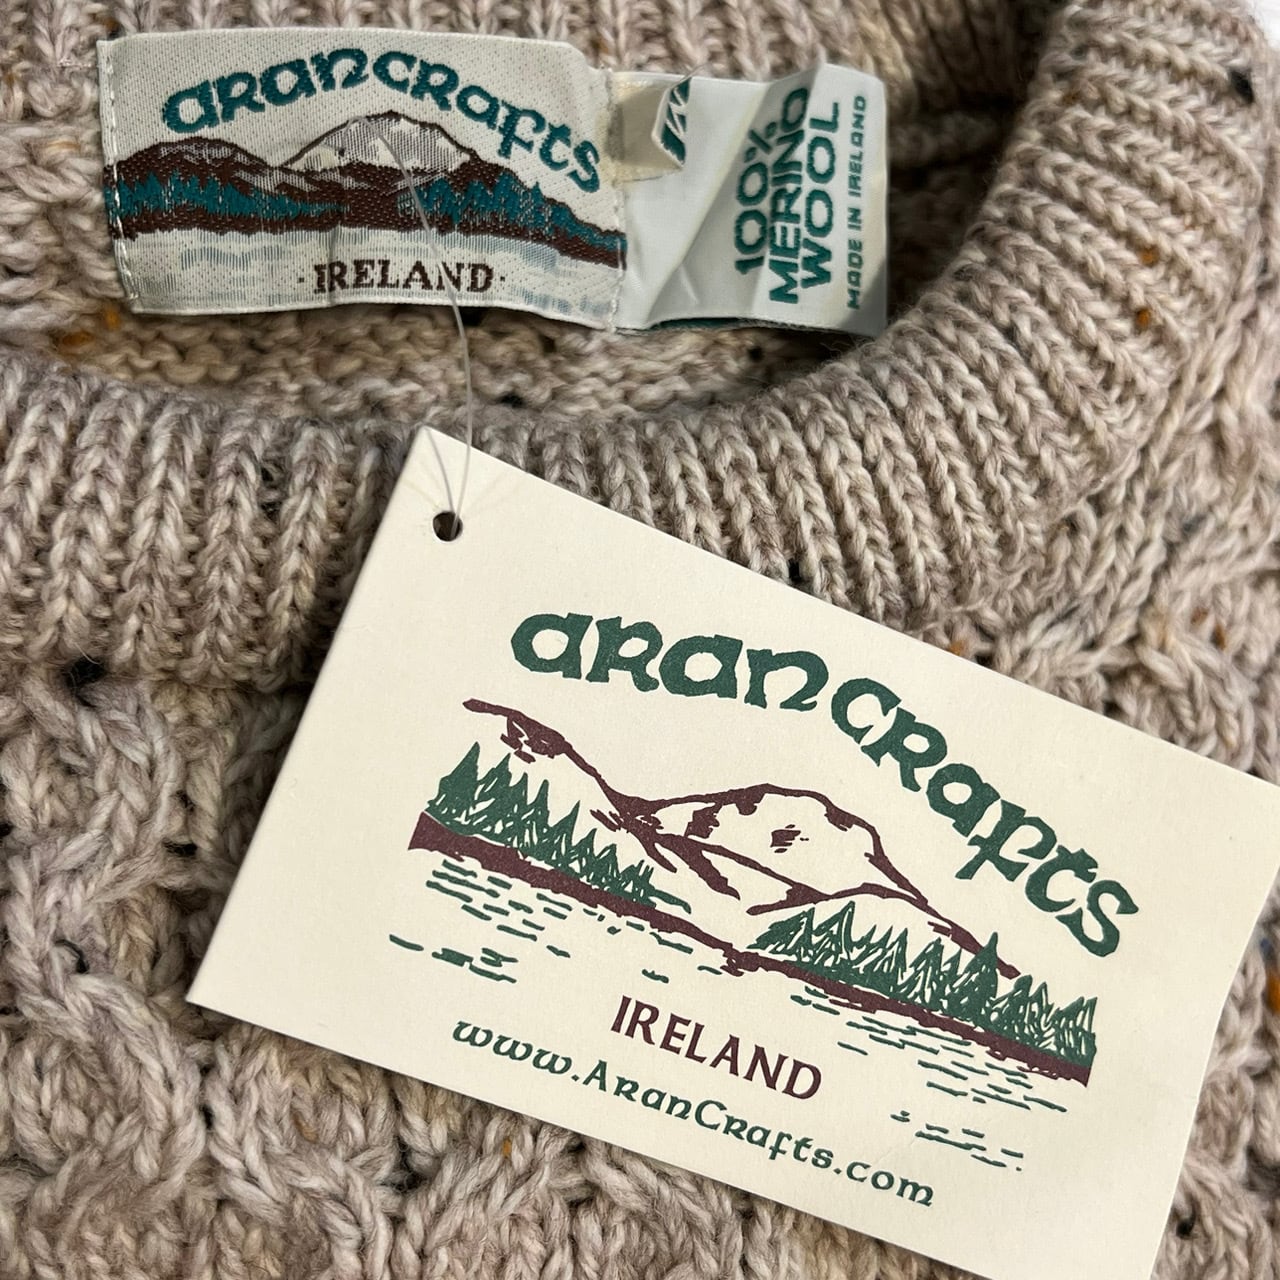 aRan CRafts
· IRELAND ·
M
100%
MERINO
WOOL
MADE IN IRELAND
aRan CRafts
IRELAND
www.AranCrafts.com